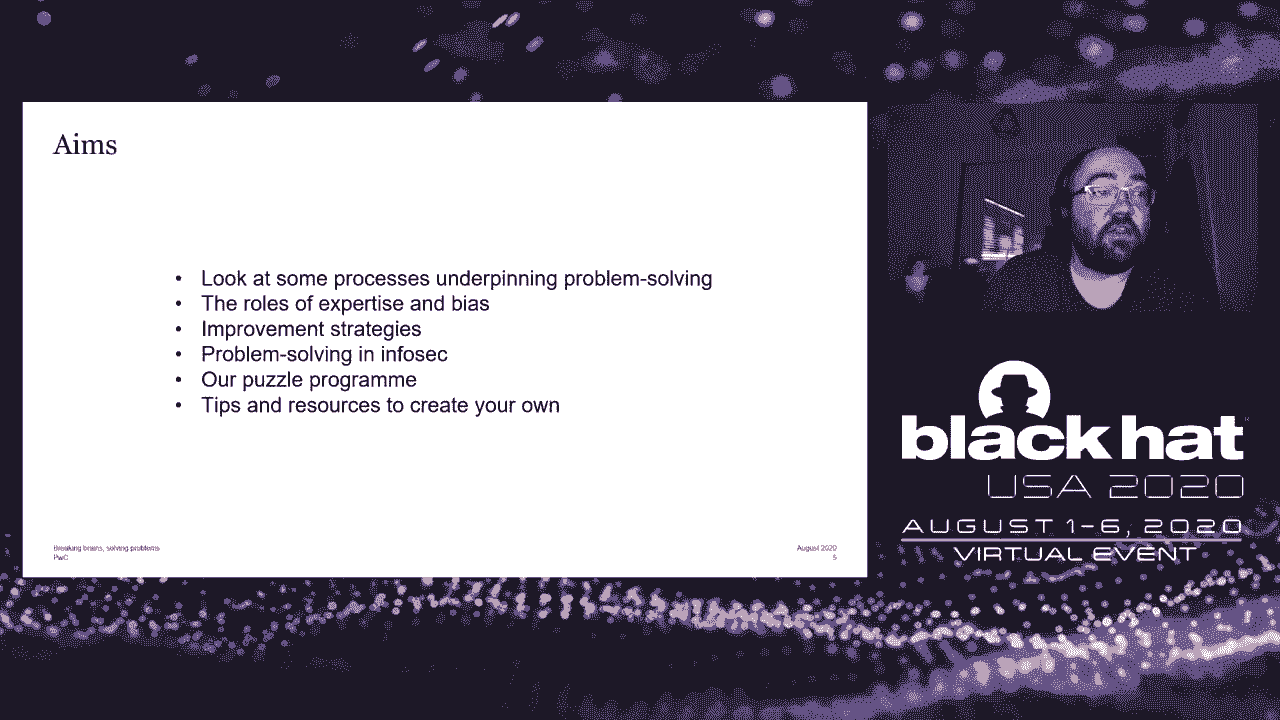 Aims
• Look at some processes underpinning problem-solving
• The roles of expertise and bias
• Improvement strategies
• Problem-solving in infosec
• Our puzzle programme
• Tips and resources to create your own
Breaking brains, solving problems
PwC
August 2020
5
black hat
USA 2020
AUGUST 1-6, 2020
VIRTUAL EVENT